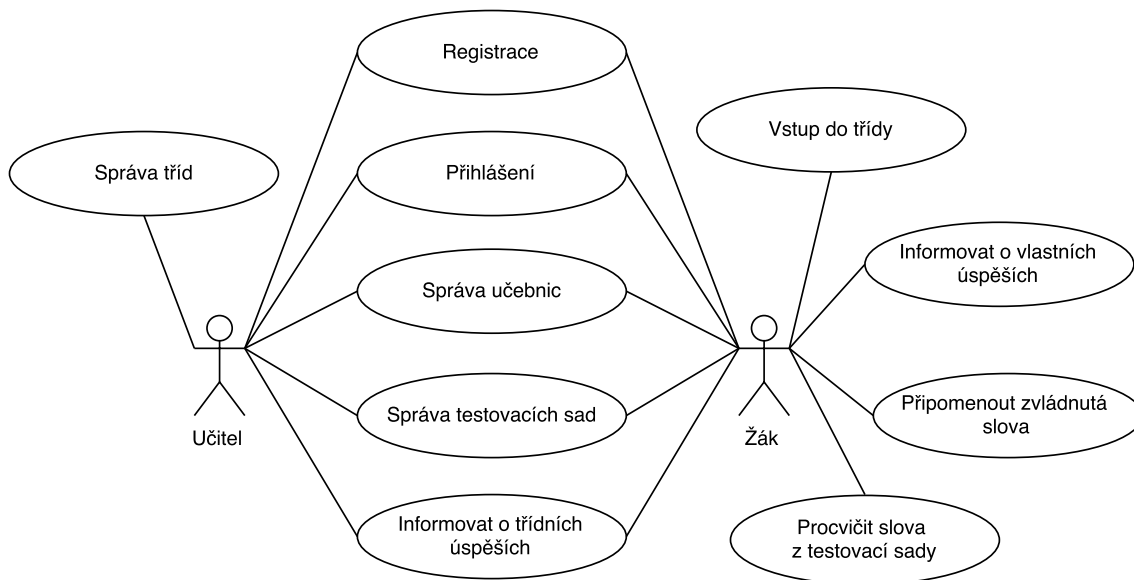 Registrace
Vstup do třídy
Správa tříd
Přihlášení
Informovat o vlastních
úspěších
Správa učebnic
Správa testovacích sad
Připomenout zvládnutá
slova
Učitel
Žák
Informovat o třídních
úspěších
Procvičit slova
z testovací sady